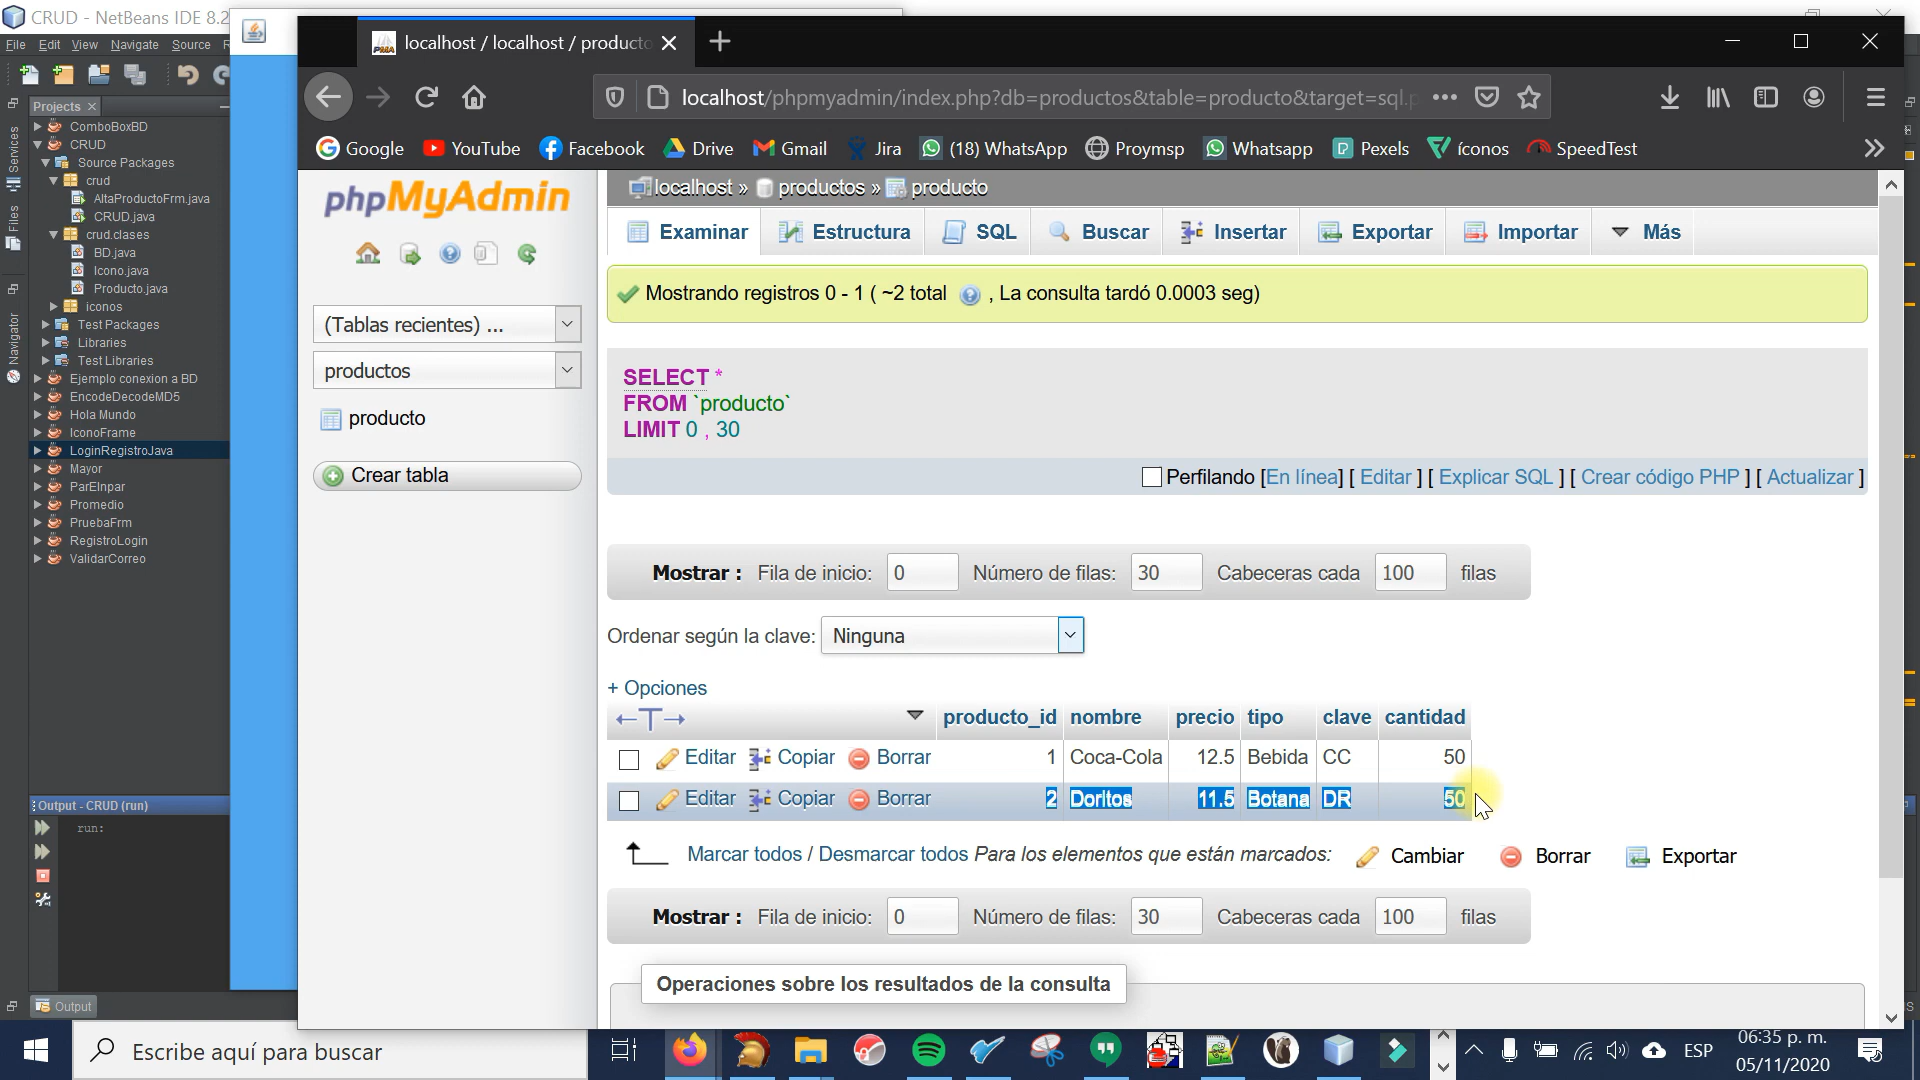 CRUD - NetBeans IDE 8.2
File Edit View Navigate Source
Projects
ComboBoxBD
CRUD
Source Packages
crud
AltaProductoFrm.java
CRUD.java
crud.clases
BD.java
Icono.java
Producto.java
iconos
Test Packages
Libraries
Test Libraries
Ejemplo conexion a BD
EncodeDecodeMD5
Hola Mundo
IconoFrame
LoginRegistroJava
Mayor
ParEInpar
Promedio
PruebaFrm
RegistroLogin
ValidarCorreo
Services
Files
Navigator
Output - CRUD (run)
run:
Output
localhost / localhost / producto
localhost/phpmyadmin/index.php?db=productos&table=producto&target=sql.p
Google YouTube Facebook Drive Gmail Jira (18) WhatsApp Proymsp Whatsapp Pexels íconos SpeedTest
phpMyAdmin
(Tablas recientes) ...
productos
producto
Crear tabla
localhost » productos » producto
Examinar Estructura SQL Buscar Insertar Exportar Importar Más
Mostrando registros 0 - 1 ( ~2 total , La consulta tardó 0.0003 seg)
SELECT *
FROM `producto`
LIMIT 0 , 30
Perfilando [En línea] [ Editar ] [ Explicar SQL ] [ Crear código PHP ] [ Actualizar ]
Mostrar : Fila de inicio: 0 Número de filas: 30 Cabeceras cada 100 filas
Ordenar según la clave: Ninguna
+ Opciones
←T→ producto_id nombre precio tipo clave cantidad
Editar Copiar Borrar 1 Coca-Cola 12.5 Bebida CC 50
Editar Copiar Borrar 2 Doritos 11.5 Botana DR 50
Marcar todos / Desmarcar todos Para los elementos que están marcados: Cambiar Borrar Exportar
Mostrar : Fila de inicio: 0 Número de filas: 30 Cabeceras cada 100 filas
Operaciones sobre los resultados de la consulta
Escribe aquí para buscar
ESP
06:35 p. m.
05/11/2020